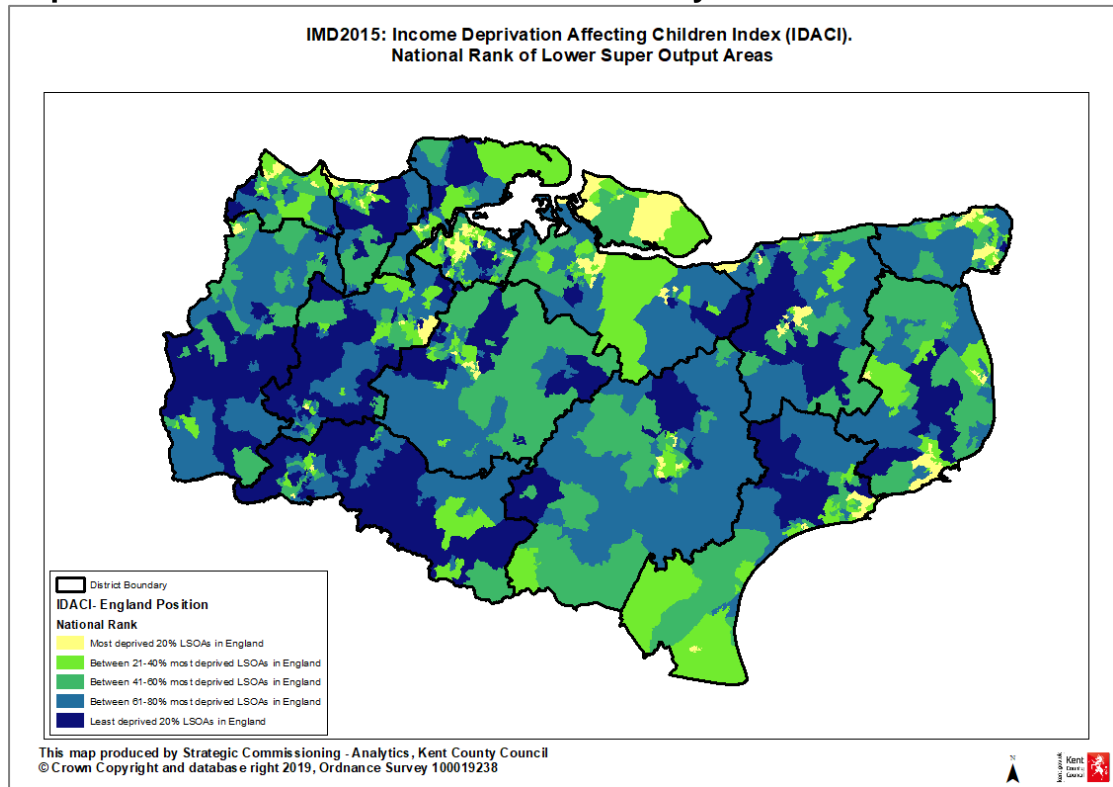 IMD2015: Income Deprivation Affecting Children Index (IDACI).
National Rank of Lower Super Output Areas
District Boundary
IDACI- England Position
National Rank
Most deprived 20% LSOAs in England
Between 21-40% most deprived LSOAs in England
Between 41-60% most deprived LSOAs in England
Between 61-80% most deprived LSOAs in England
Least deprived 20% LSOAs in England
This map produced by Strategic Commissioning - Analytics, Kent County Council
© Crown Copyright and database right 2019, Ordnance Survey 100019238
N
Kent
County
Council
kent.gov.uk